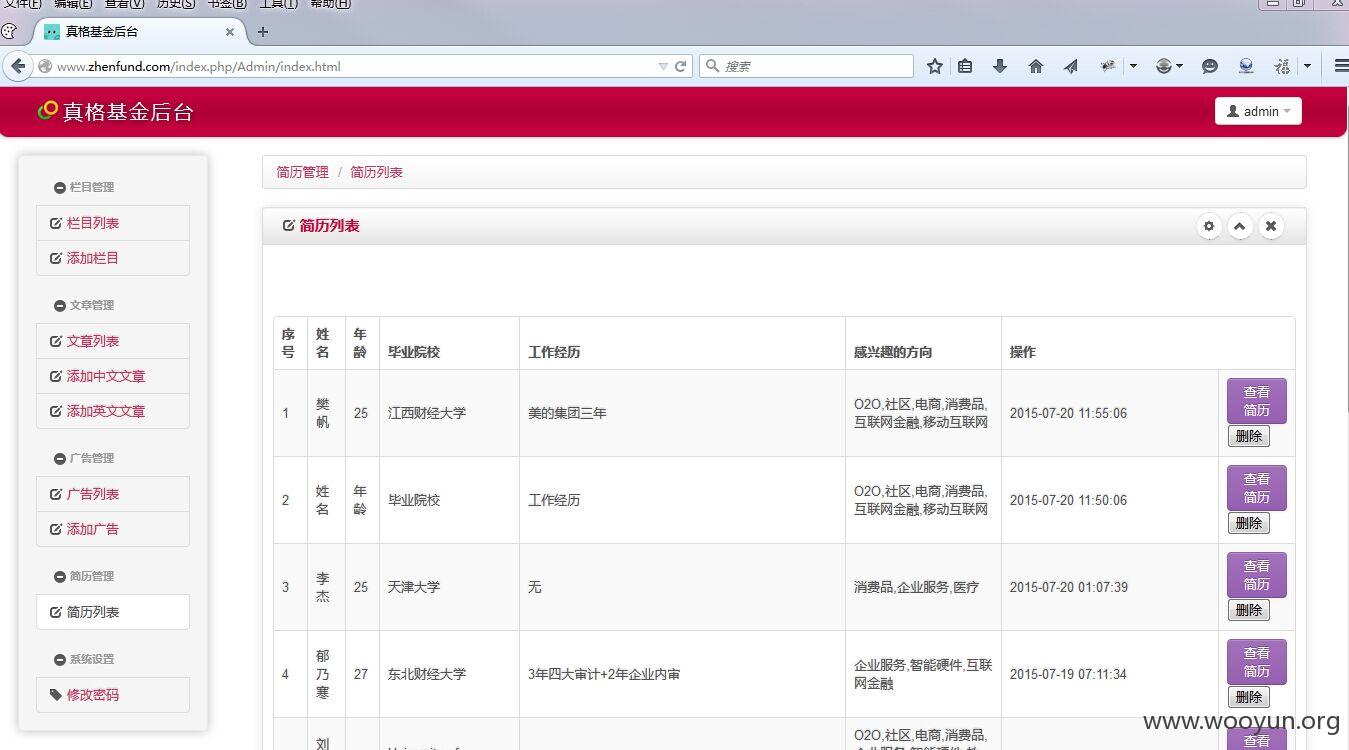 文件(F) 编辑(E) 查看(V) 历史(S) 书签(B) 工具(T) 帮助(H)
真格基金后台
www.zhenfund.com/index.php/Admin/index.html
搜索
真格基金后台
admin
栏目管理
栏目列表
添加栏目
文章管理
文章列表
添加中文文章
添加英文文章
广告管理
广告列表
添加广告
简历管理
简历列表
系统设置
修改密码
简历管理 / 简历列表
简历列表
序号 姓名 年龄 毕业院校 工作经历 感兴趣的方向 操作
1 樊帆 25 江西财经大学 美的集团三年 O2O,社区,电商,消费品,互联网金融,移动互联网 2015-07-20 11:55:06 查看简历 删除
2 姓名 年龄 毕业院校 工作经历 O2O,社区,电商,消费品,互联网金融,移动互联网 2015-07-20 11:50:06 查看简历 删除
3 李杰 25 天津大学 无 消费品,企业服务,医疗 2015-07-20 01:07:39 查看简历 删除
4 郁乃骞 27 东北财经大学 3年四大审计+2年企业内审 企业服务,智能硬件,互联网金融 2015-07-19 07:11:34 查看简历 删除
刘 O2O,社区,电商,消费品, 查看
www.wooyun.org